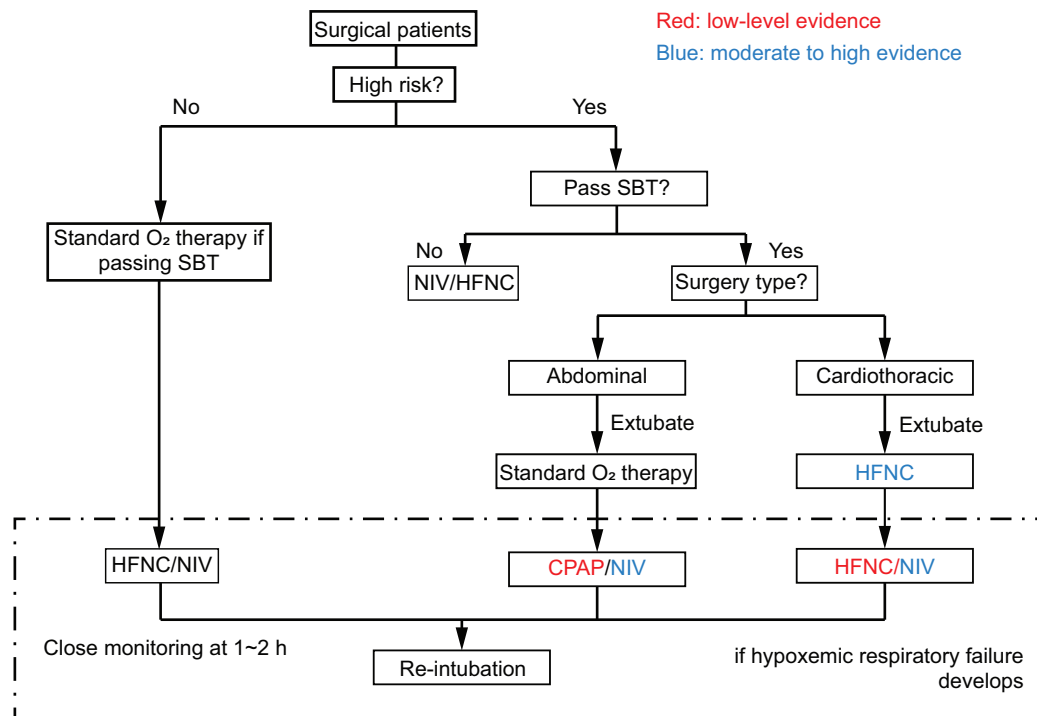 Surgical patients
Red: low-level evidence
Blue: moderate to high evidence
High risk?
No
Yes
Pass SBT?
Standard O₂ therapy if
passing SBT
No
Yes
NIV/HFNC
Surgery type?
Abdominal
Cardiothoracic
Extubate
Extubate
Standard O₂ therapy
HFNC
HFNC/NIV
CPAP/NIV
HFNC/NIV
Close monitoring at 1~2 h
Re-intubation
if hypoxemic respiratory failure
develops